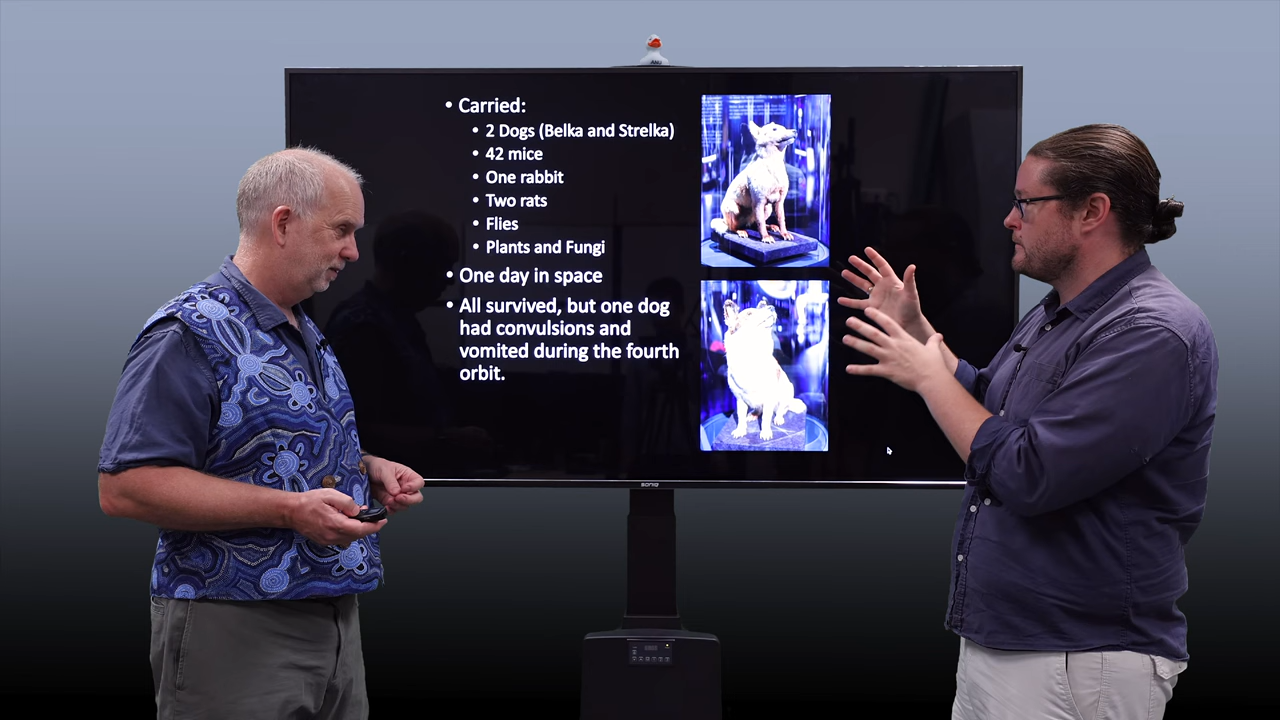 • Carried:
• 2 Dogs (Belka and Strelka)
• 42 mice
• One rabbit
• Two rats
• Flies
• Plants and Fungi
• One day in space
• All survived, but one dog
had convulsions and
vomited during the fourth
orbit.
soniq